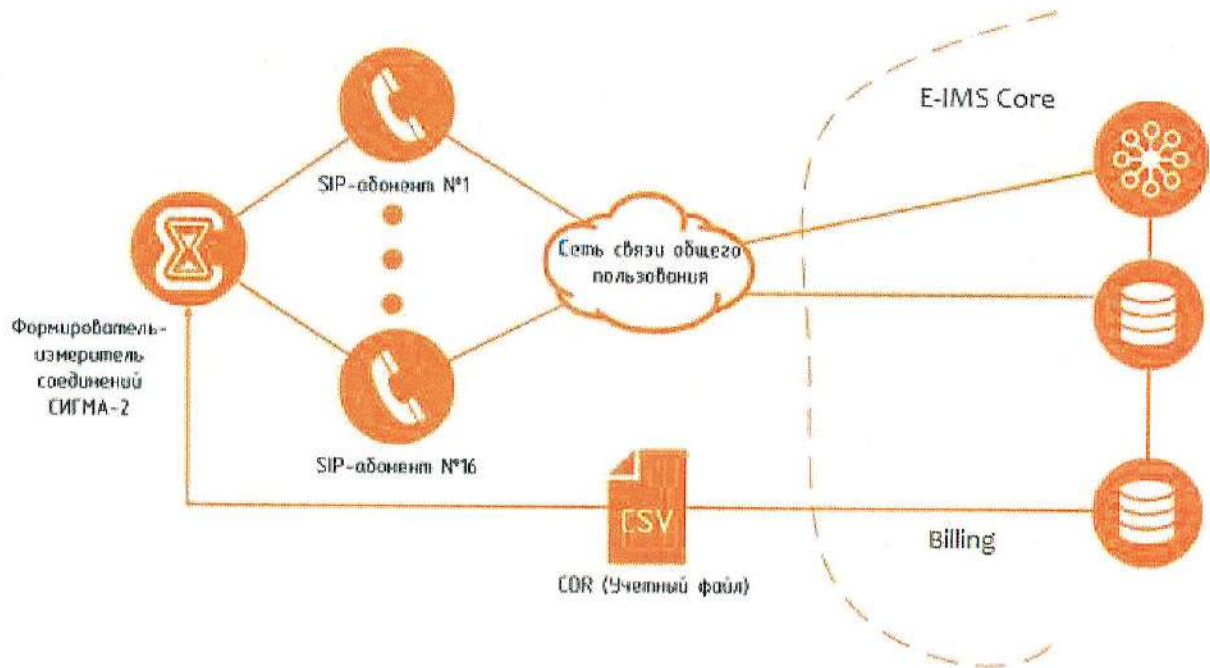 E-IMS Core
SIP-абонент №1
Сеть связи общего
пользования
Формирователь-
измеритель
соединений
СИГМА-2
SIP-абонент №16
CSV
Billing
CDR (Учетный файл)